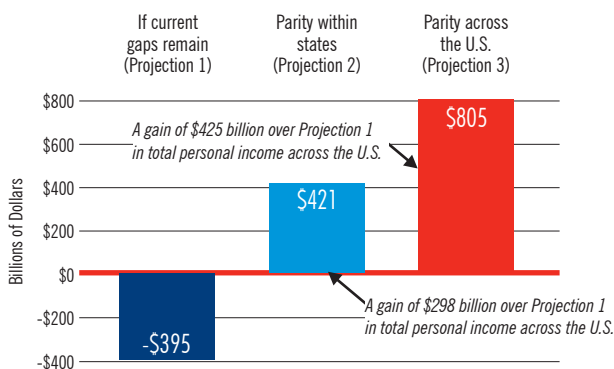 If current
gaps remain
(Projection 1)
Parity within
states
(Projection 2)
Parity across
the U.S.
(Projection 3)
Billions of Dollars
$800
$600
$400
$200
$0
-$200
-$400
A gain of $425 billion over Projection 1
in total personal income across the U.S.
$805
$421
-$395
A gain of $298 billion over Projection 1
in total personal income across the U.S.